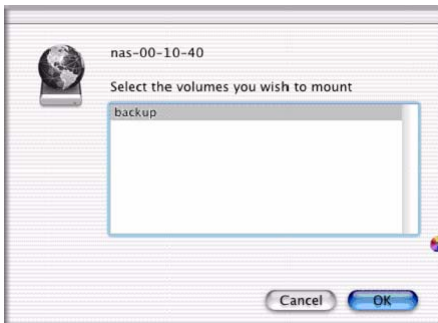 nas-00-10-40
Select the volumes you wish to mount
backup
Cancel
OK